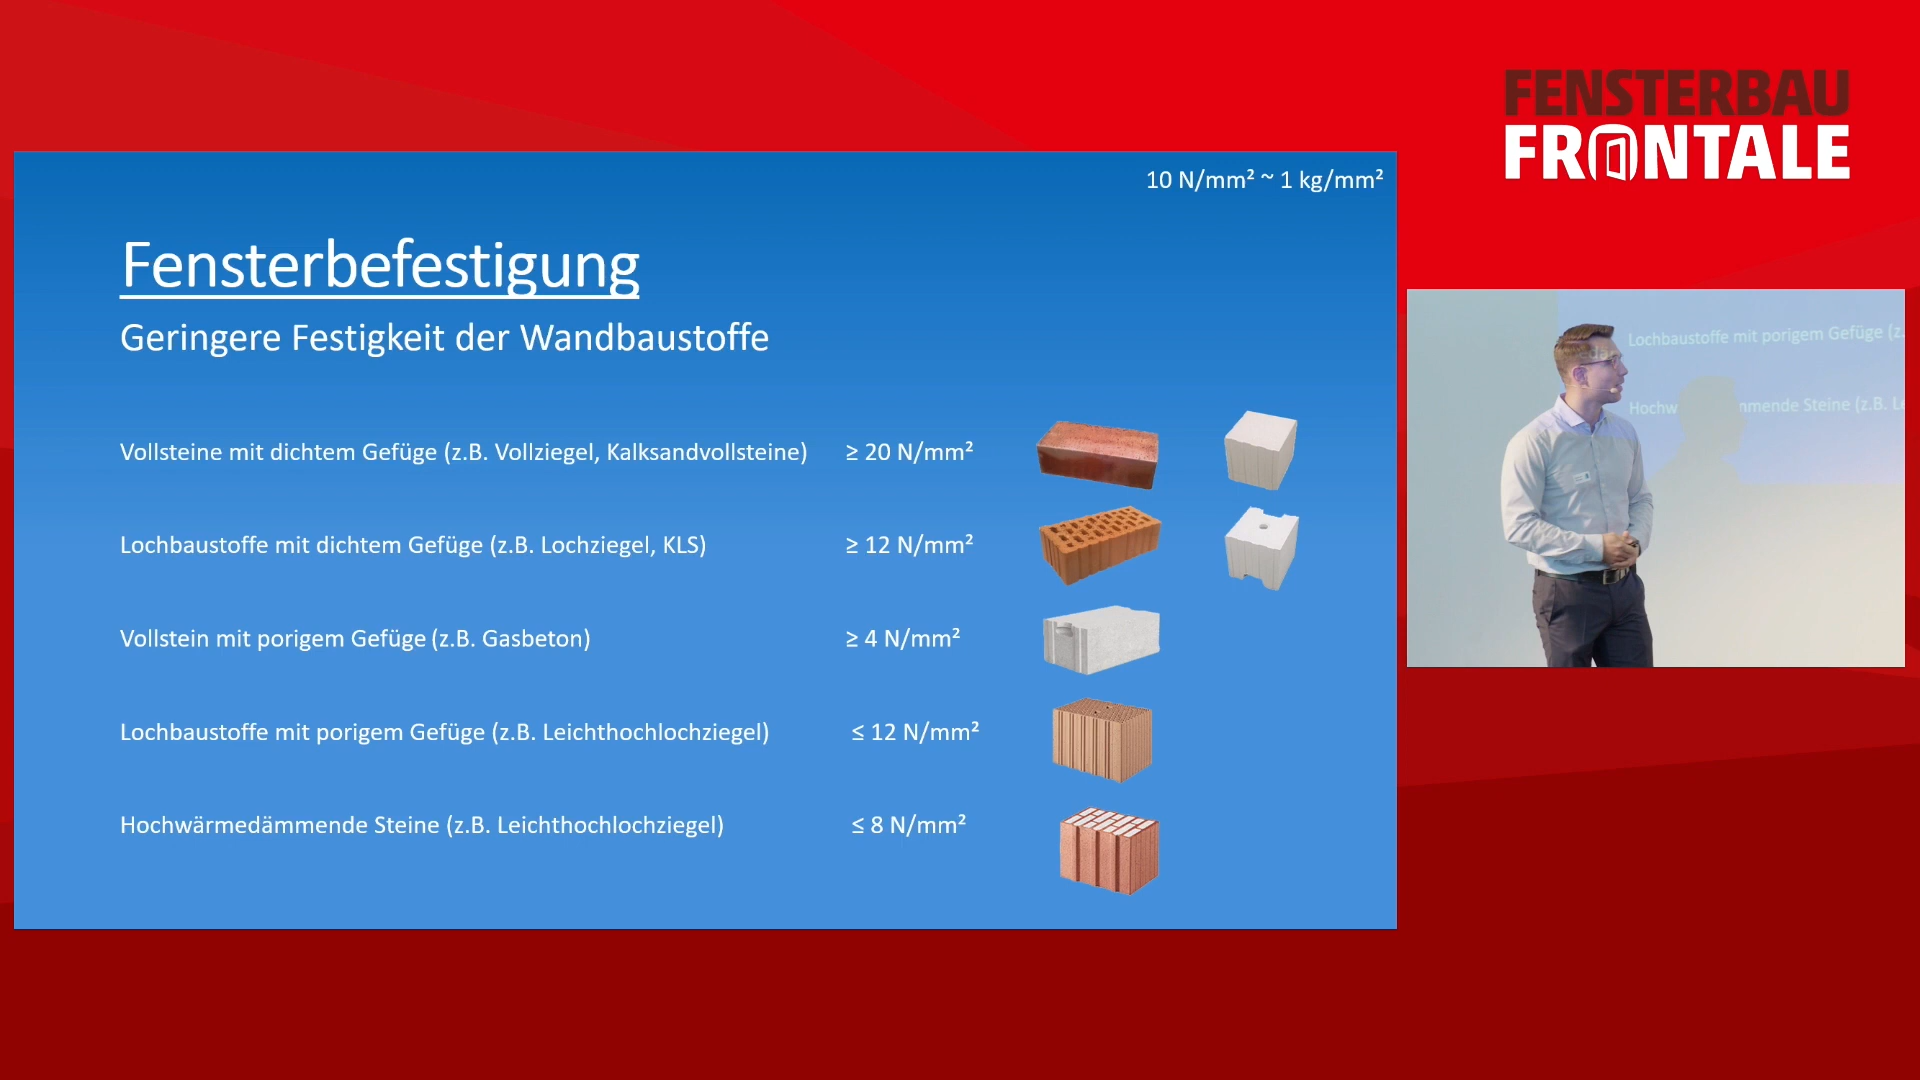 FENSTERBAU
FRONTALE
10 N/mm² ~ 1 kg/mm²
Fensterbefestigung
Geringere Festigkeit der Wandbaustoffe
Vollsteine mit dichtem Gefüge (z.B. Vollziegel, Kalksandvollsteine) ≥ 20 N/mm²
Lochbaustoffe mit dichtem Gefüge (z.B. Lochziegel, KLS) ≥ 12 N/mm²
Vollstein mit porigem Gefüge (z.B. Gasbeton) ≥ 4 N/mm²
Lochbaustoffe mit porigem Gefüge (z.B. Leichthochlochziegel) ≤ 12 N/mm²
Hochwärmedämmende Steine (z.B. Leichthochlochziegel) ≤ 8 N/mm²
Lochbaustoffe mit porigem Gefüge (z.
Hochw mmende Steine (z.B. Le